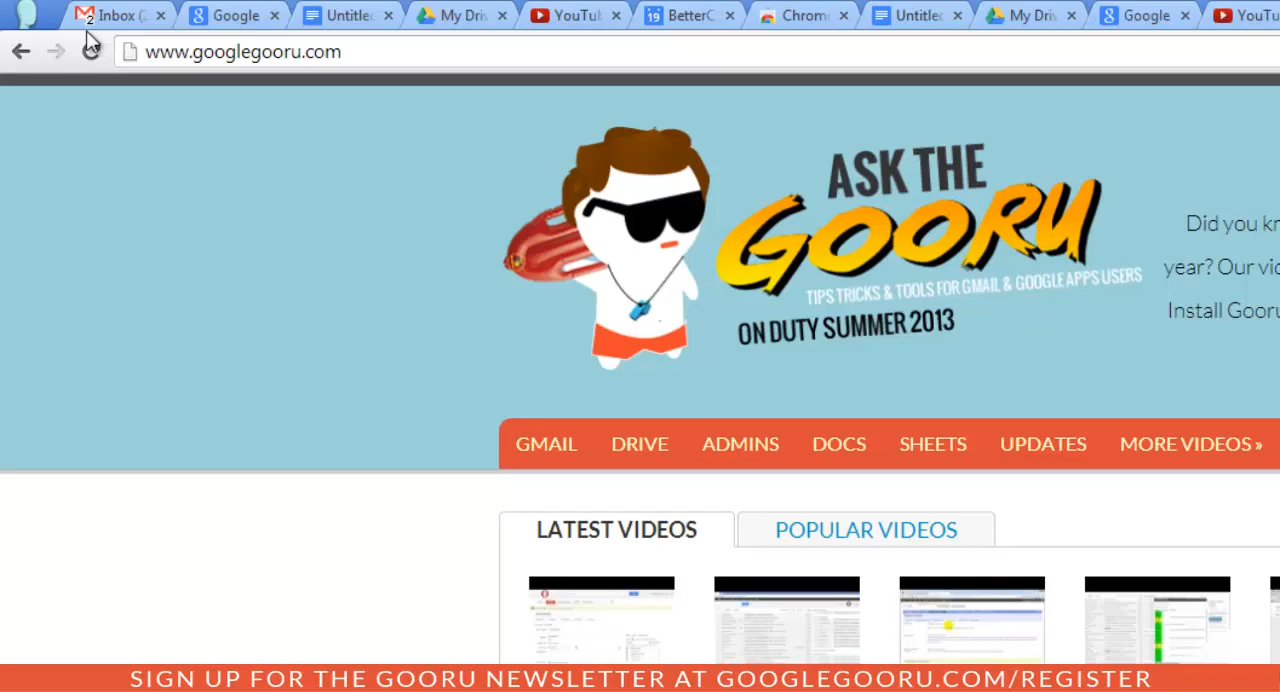 Inbox (2 Google Untitled My Driv YouTub BetterC Chrom Untitled My Driv Google YouTu
www.googlegooru.com
ASK THE
GOORU
TIPS TRICKS & TOOLS FOR GMAIL & GOOGLE APPS USERS
ON DUTY SUMMER 2013
Did you kn
year? Our vid
Install Gooru
GMAIL DRIVE ADMINS DOCS SHEETS UPDATES MORE VIDEOS »
LATEST VIDEOS POPULAR VIDEOS
SIGN UP FOR THE GOORU NEWSLETTER AT GOOGLEGOORU.COM/REGISTER